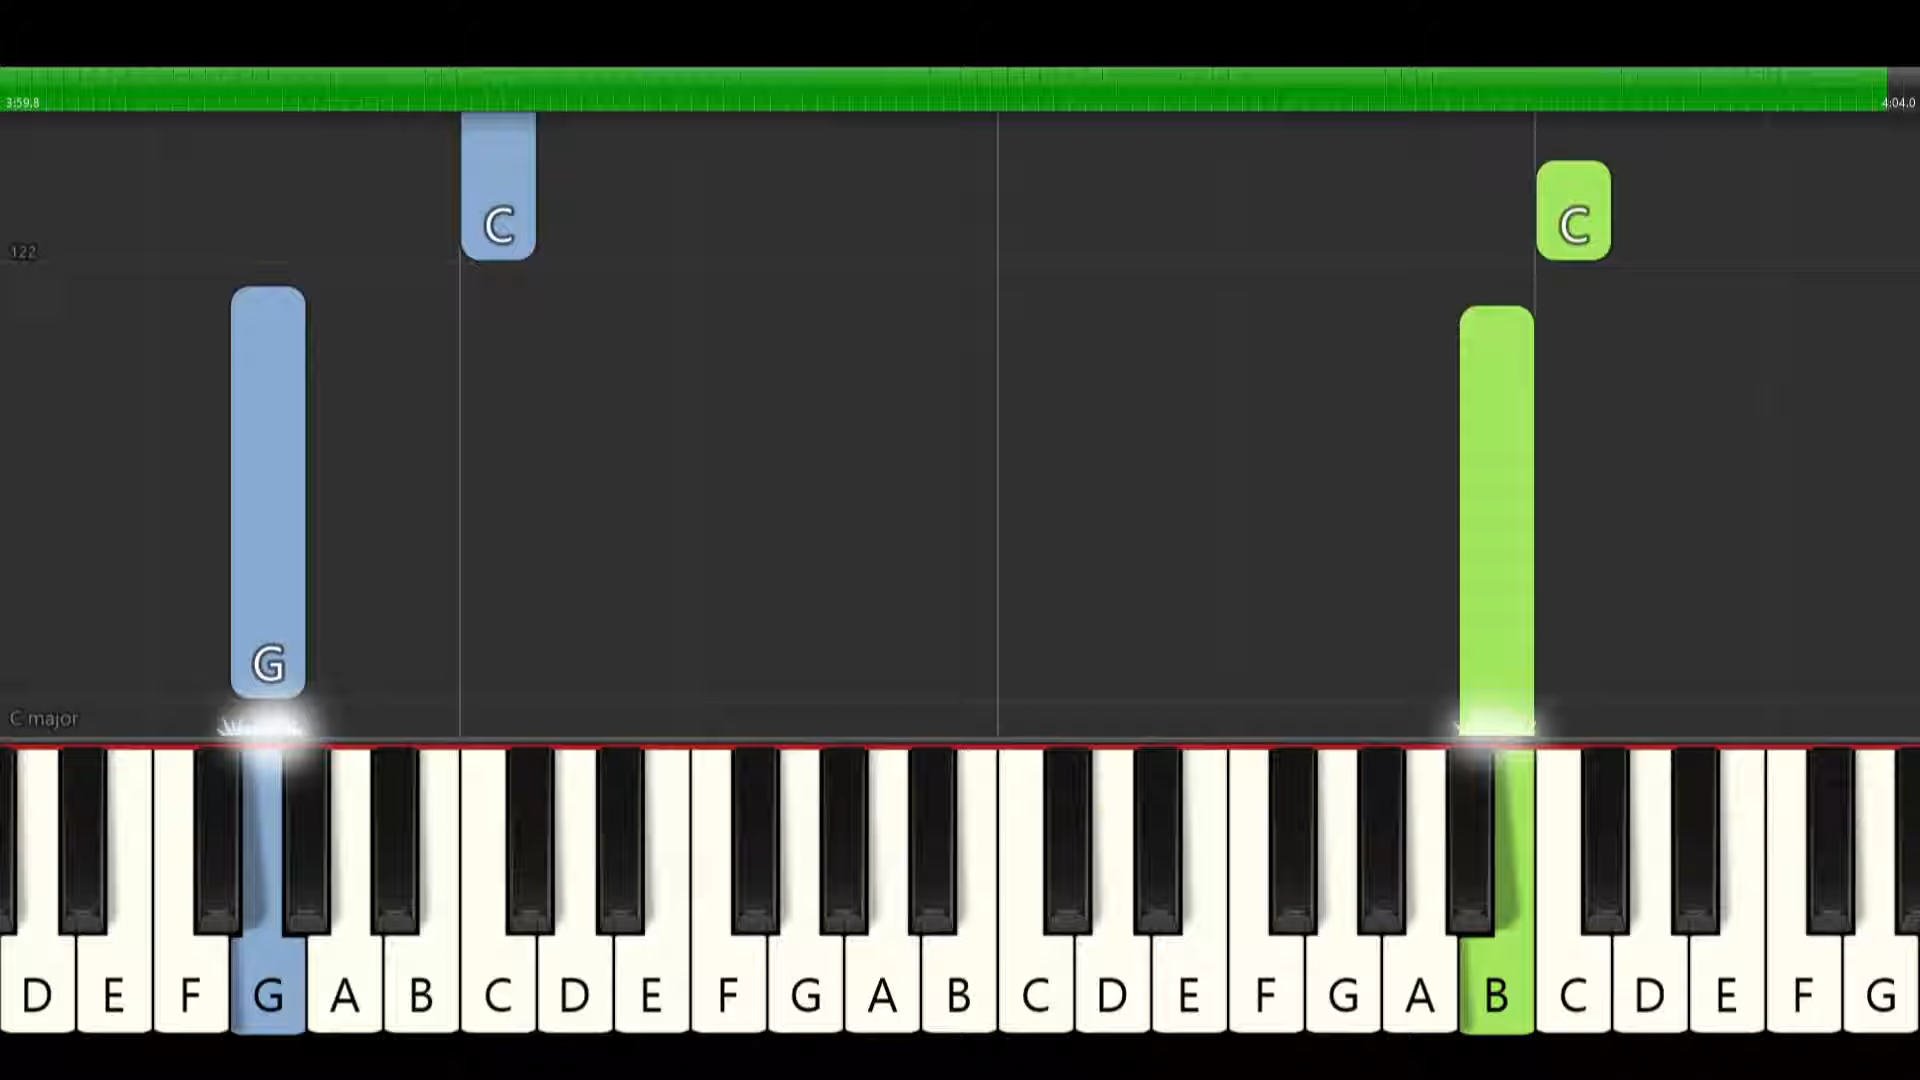 3:59.8
4:04.0
C
C
122
G
C major
D E F G A B C D E F G A B C D E F G A B C D E F G